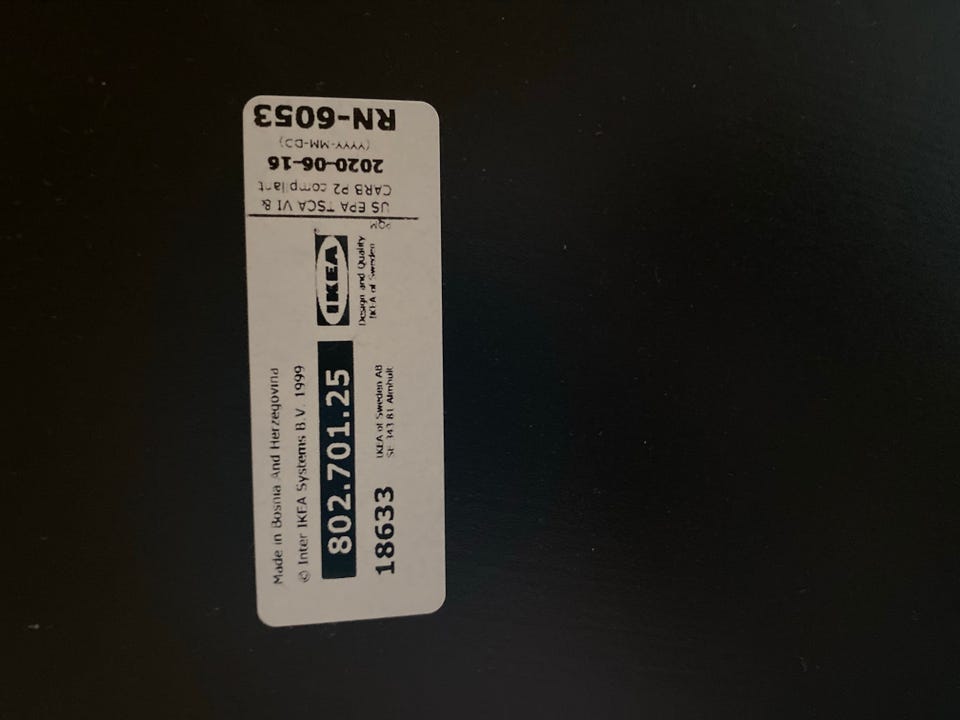 Made in Bosnia And Herzegovina
© Inter IKEA Systems B.V. 1999
802.701.25
18633
IKEA of Sweden AB
SE-343 81 Älmhult
IKEA®
Design and Quality
IKEA of Sweden
RN-6053
(YYYY-MM-DD)
2020-06-16
CARB P2 compliant
US EPA TSCA VI &